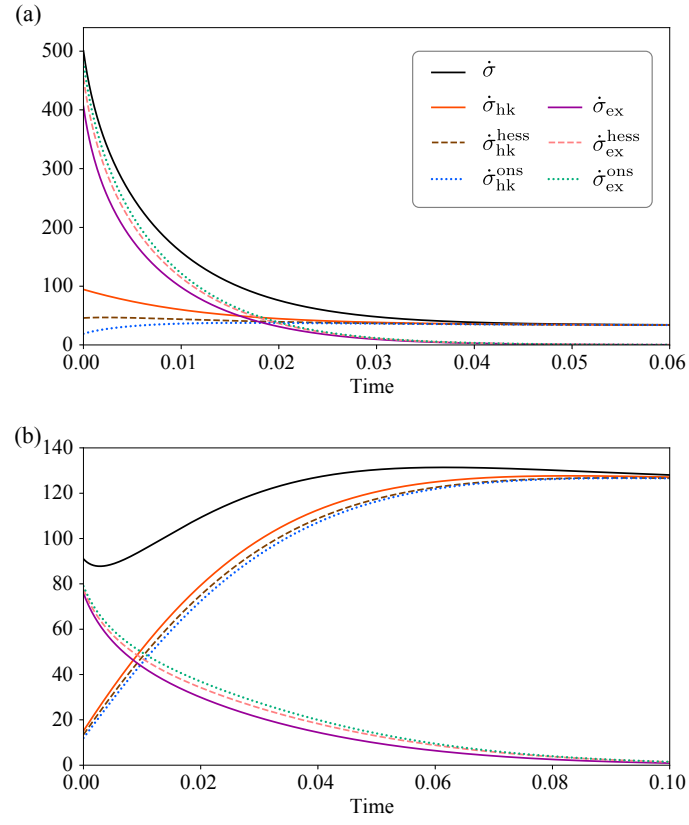 (a)
500
400
300
200
100
0
0.00 0.01 0.02 0.03 0.04 0.05 0.06
Time
σ̇
σ̇hk σ̇ex
σ̇hk^hess σ̇ex^hess
σ̇hk^ons σ̇ex^ons
(b)
140
120
100
80
60
40
20
0
0.00 0.02 0.04 0.06 0.08 0.10
Time